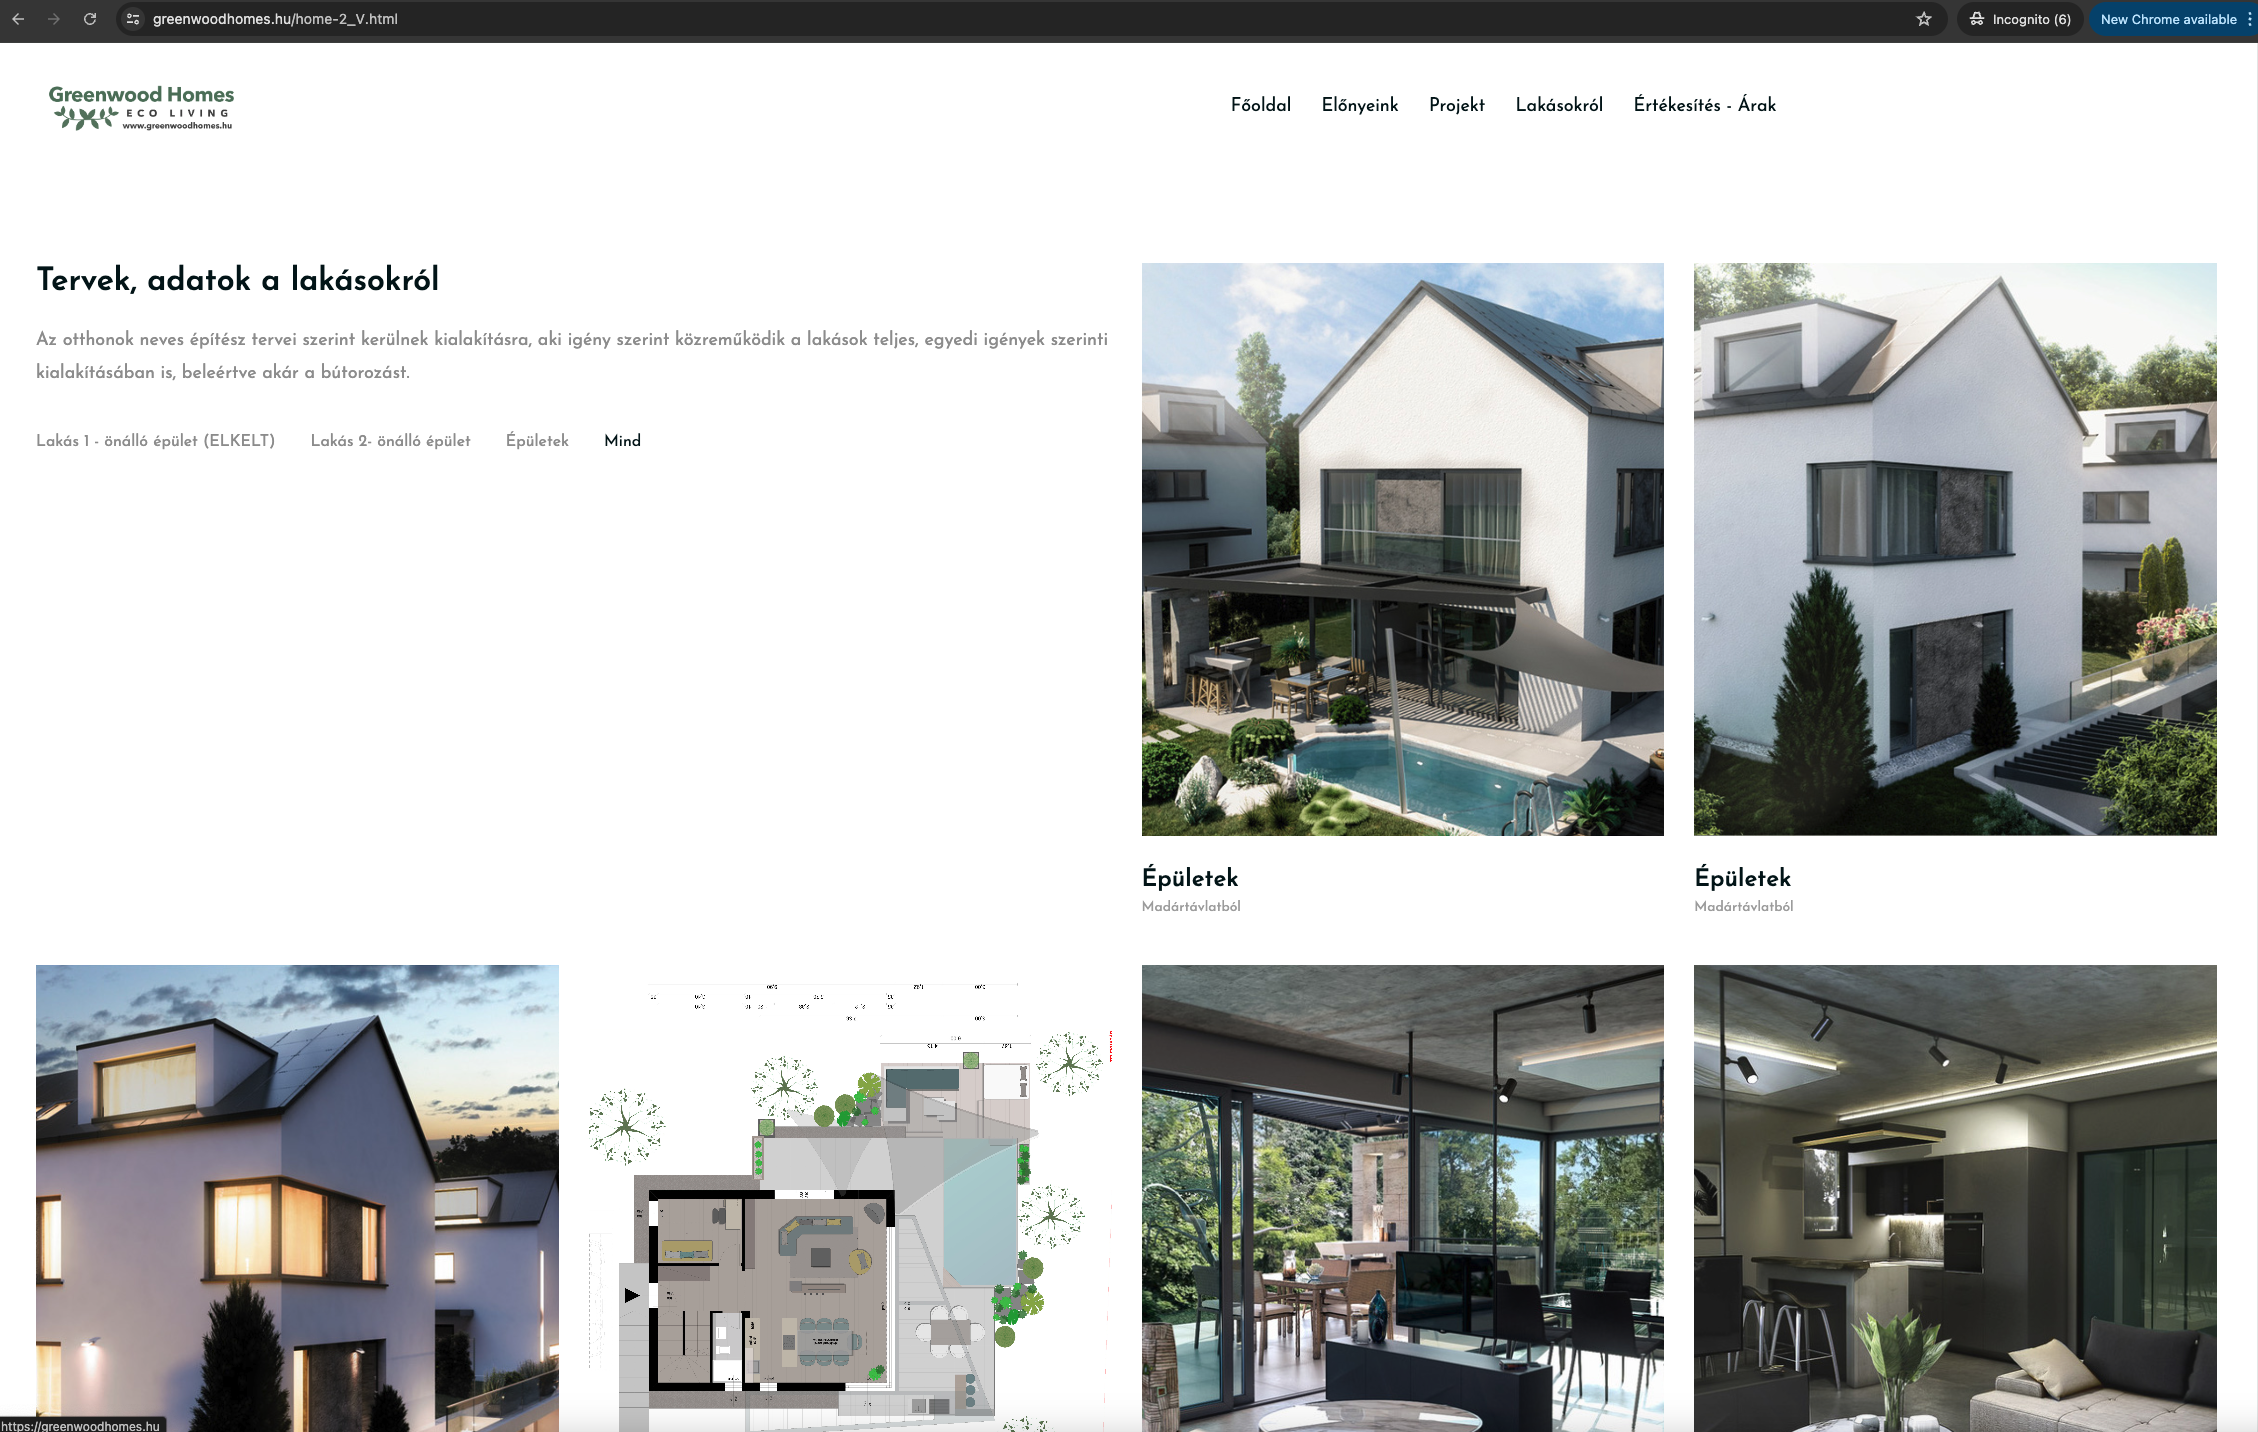 greenwoodhomes.hu/home-2_V.html
Incognito (6)
New Chrome available
Greenwood Homes
ECO LIVING
www.greenwoodhomes.hu
Főoldal
Előnyeink
Projekt
Lakásokról
Értékesítés - Árak
Tervek, adatok a lakásokról
Az otthonok neves építész tervei szerint kerülnek kialakításra, aki igény szerint közreműködik a lakások teljes, egyedi igények szerinti
kialakításában is, beleértve akár a bútorozást.
Lakás 1 - önálló épület (ELKELT)
Lakás 2- önálló épület
Épületek
Mind
Épületek
Madártávlatból
Épületek
Madártávlatból
https://greenwoodhomes.hu